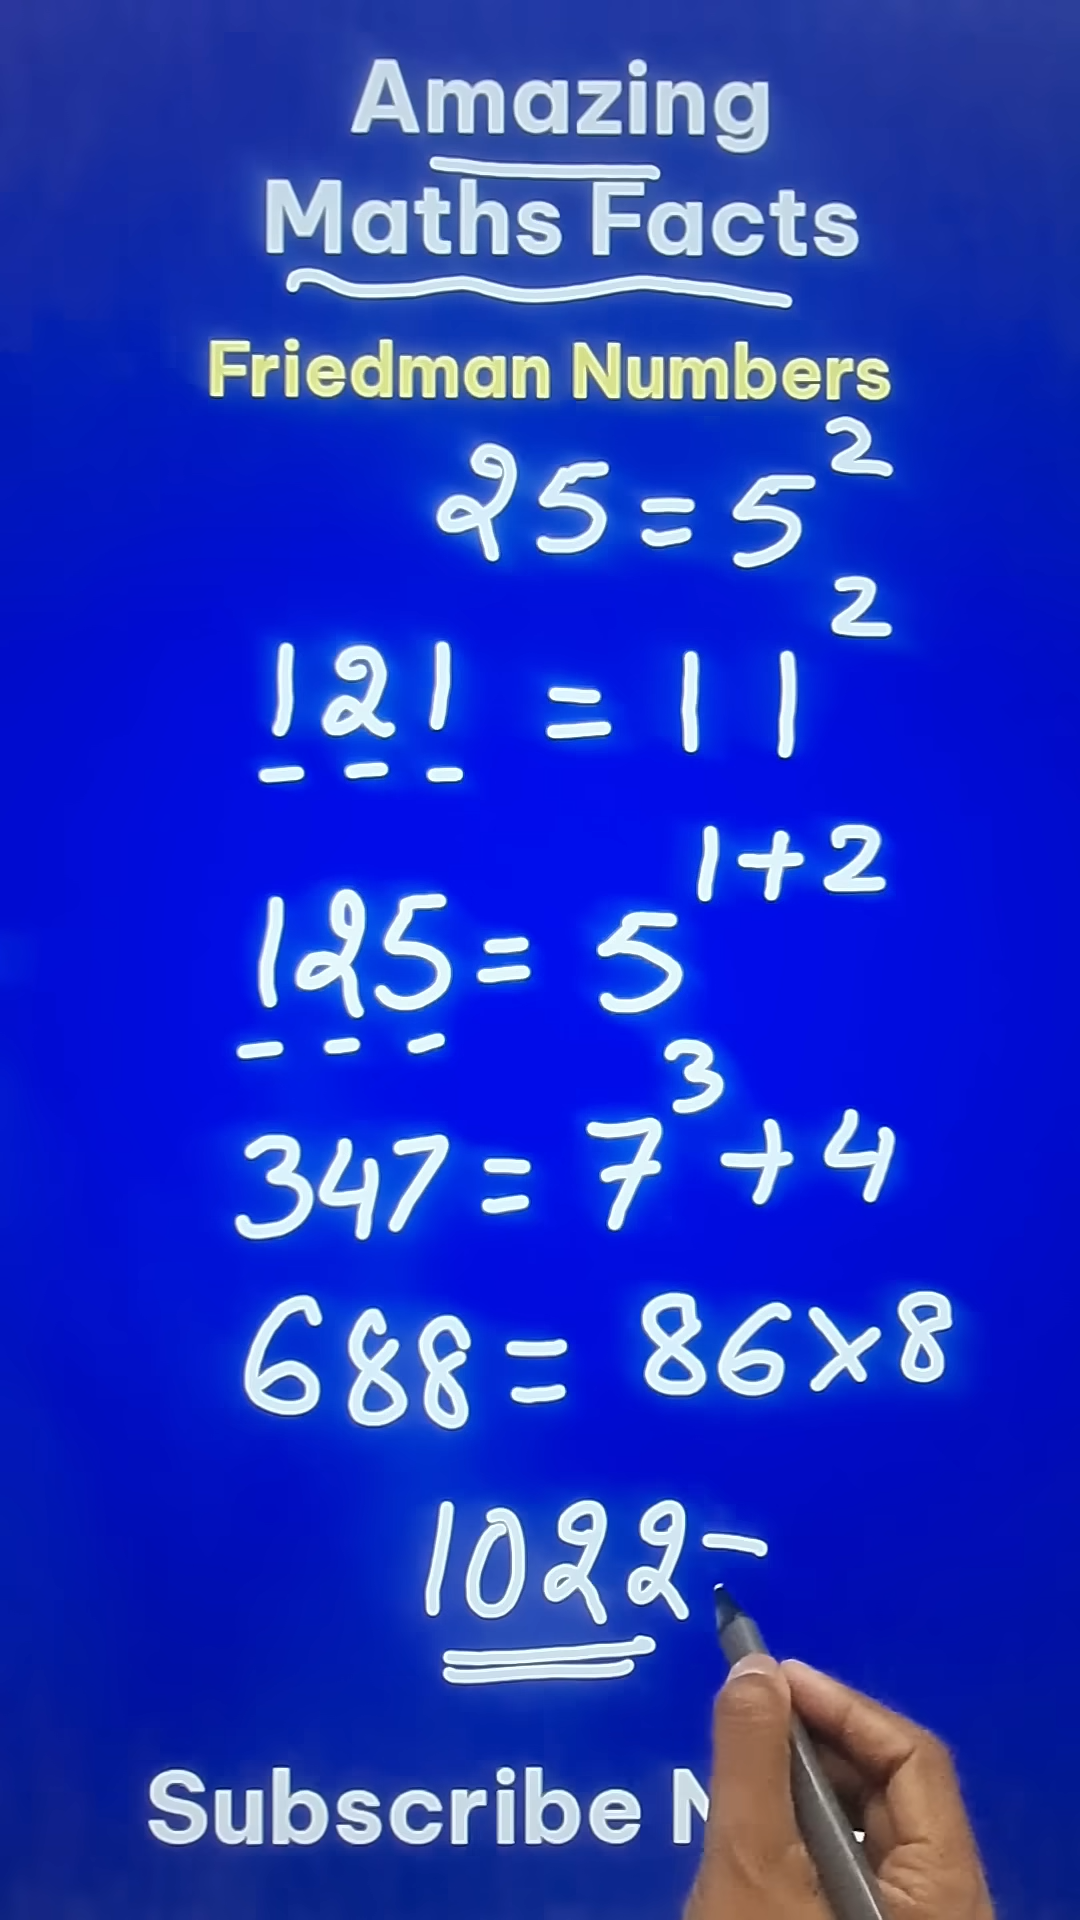 Amazing
Maths Facts
Friedman Numbers
25=5²
121 = 11²
125=5¹⁺²
347=7³+4
688=86×8
1022-
Subscribe